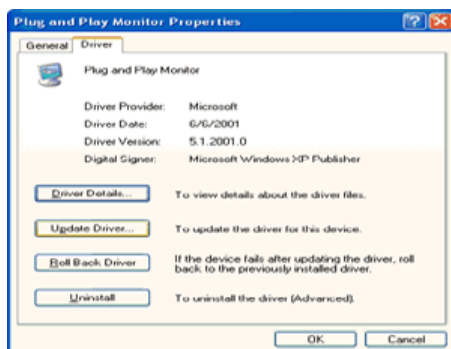 Plug and Play Monitor Properties
General Driver
Plug and Play Monitor
Driver Provider: Microsoft
Driver Date: 6/6/2001
Driver Version: 5.1.2001.0
Digital Signer: Microsoft Windows XP Publisher
Driver Details... To view details about the driver files.
Update Driver... To update the driver for this device.
Roll Back Driver If the device fails after updating the driver, roll
back to the previously installed driver.
Uninstall To uninstall the driver (Advanced).
OK Cancel